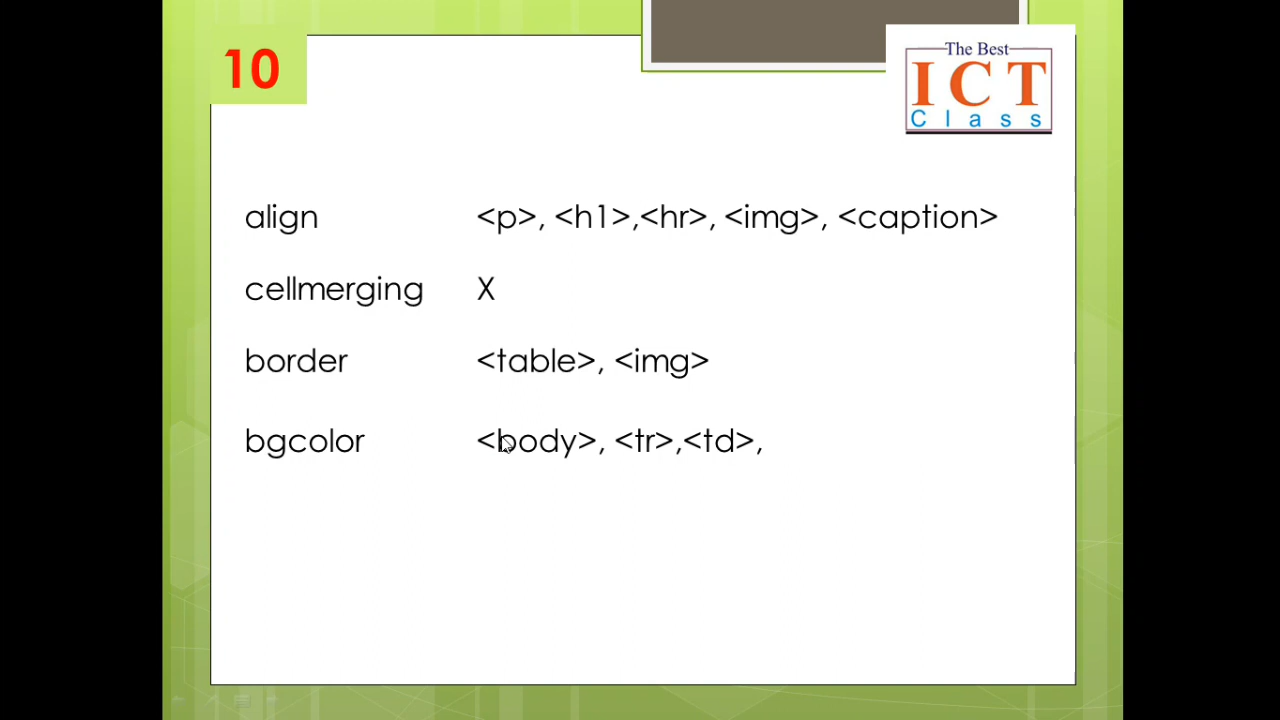 10
The Best
ICT
Class
align <p>, <h1>,<hr>, <img>, <caption>
cellmerging X
border <table>, <img>
bgcolor <body>, <tr>,<td>,